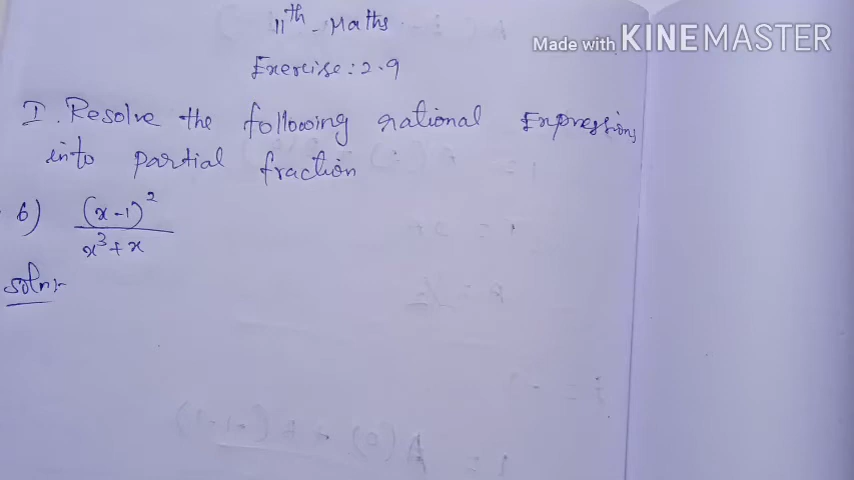 11th - Maths
Made with KINEMASTER
Exercise: 2.9
I. Resolve the following rational Expressions
into partial fraction
6) (x-1)²
x³+x
Soln:-